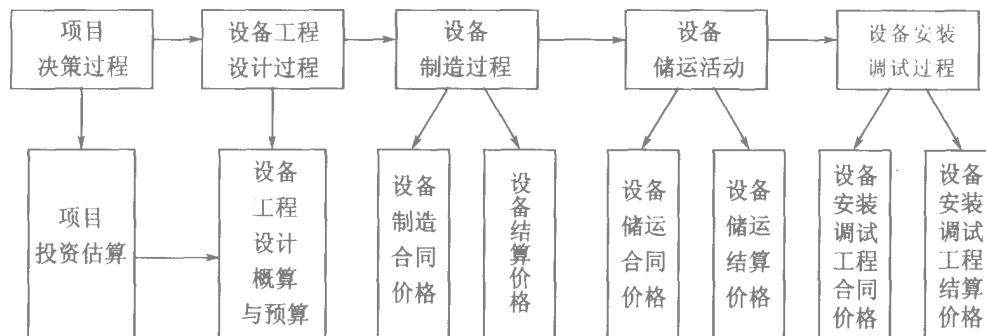 项目
决策过程
设备工程
设计过程
设备
制造过程
设备
储运活动
设备安装
调试过程
项目
投资估算
设备
工程
设计
概算
与预算
设备
制造
合同
价格
设备结算价格
设备
储运
合同
价格
设备
储运
结算
价格
设备
安装
调试
工程
合同
价格
设备
安装
调试
工程
结算
价格